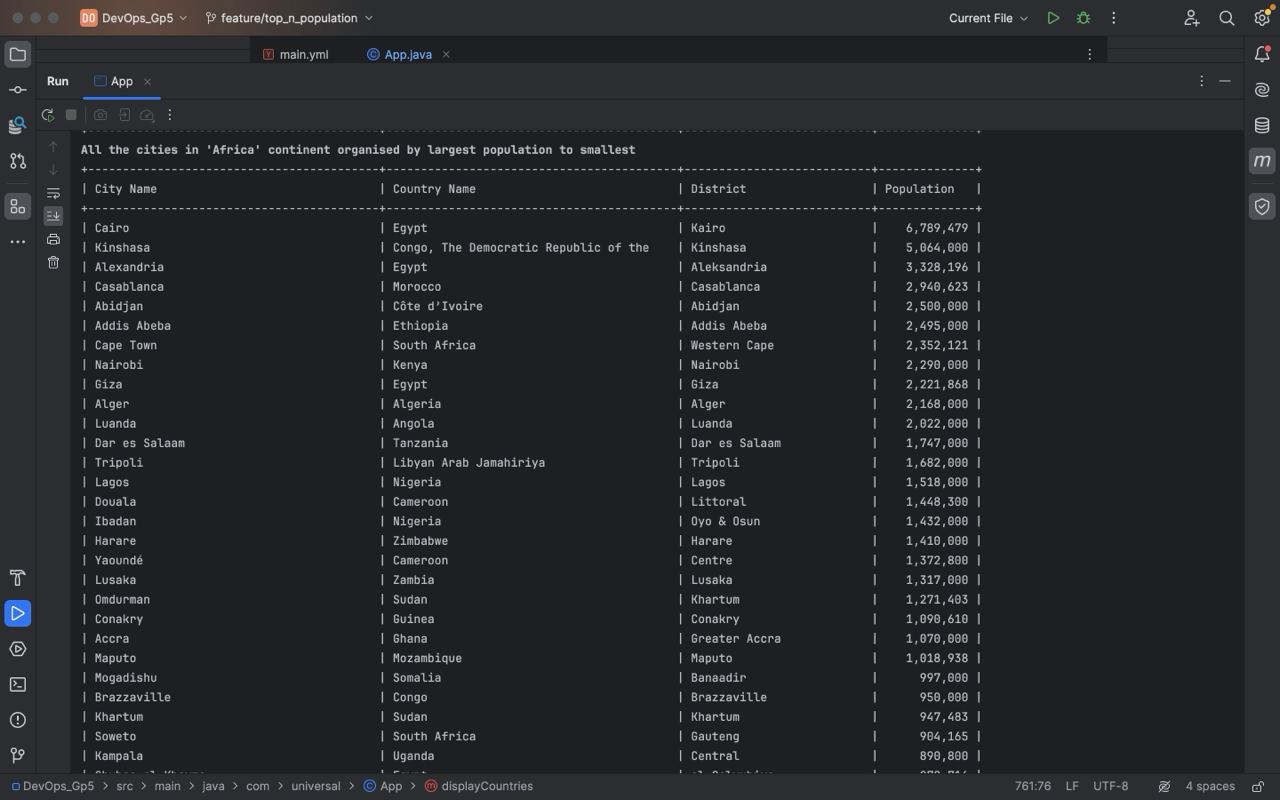 DO DevOps_Gp5 feature/top_n_population Current File
main.yml App.java
Run App
All the cities in 'Africa' continent organised by largest population to smallest
+----------------------------------------+----------------------------------------+--------------------------+-------------+
| City Name | Country Name | District | Population |
+----------------------------------------+----------------------------------------+--------------------------+-------------+
| Cairo | Egypt | Kairo | 6,789,479 |
| Kinshasa | Congo, The Democratic Republic of the | Kinshasa | 5,064,000 |
| Alexandria | Egypt | Aleksandria | 3,328,196 |
| Casablanca | Morocco | Casablanca | 2,940,623 |
| Abidjan | Côte d’Ivoire | Abidjan | 2,500,000 |
| Addis Abeba | Ethiopia | Addis Abeba | 2,495,000 |
| Cape Town | South Africa | Western Cape | 2,352,121 |
| Nairobi | Kenya | Nairobi | 2,290,000 |
| Giza | Egypt | Giza | 2,221,868 |
| Alger | Algeria | Alger | 2,168,000 |
| Luanda | Angola | Luanda | 2,022,000 |
| Dar es Salaam | Tanzania | Dar es Salaam | 1,747,000 |
| Tripoli | Libyan Arab Jamahiriya | Tripoli | 1,682,000 |
| Lagos | Nigeria | Lagos | 1,518,000 |
| Douala | Cameroon | Littoral | 1,448,300 |
| Ibadan | Nigeria | Oyo & Osun | 1,432,000 |
| Harare | Zimbabwe | Harare | 1,410,000 |
| Yaoundé | Cameroon | Centre | 1,372,800 |
| Lusaka | Zambia | Lusaka | 1,317,000 |
| Omdurman | Sudan | Khartum | 1,271,403 |
| Conakry | Guinea | Conakry | 1,090,610 |
| Accra | Ghana | Greater Accra | 1,070,000 |
| Maputo | Mozambique | Maputo | 1,018,938 |
| Mogadishu | Somalia | Banaadir | 997,000 |
| Brazzaville | Congo | Brazzaville | 950,000 |
| Khartum | Sudan | Khartum | 947,483 |
| Soweto | South Africa | Gauteng | 904,165 |
| Kampala | Uganda | Central | 890,800 |
DevOps_Gp5 > src > main > java > com > universal > App > displayCountries 761:76 LF UTF-8 4 spaces